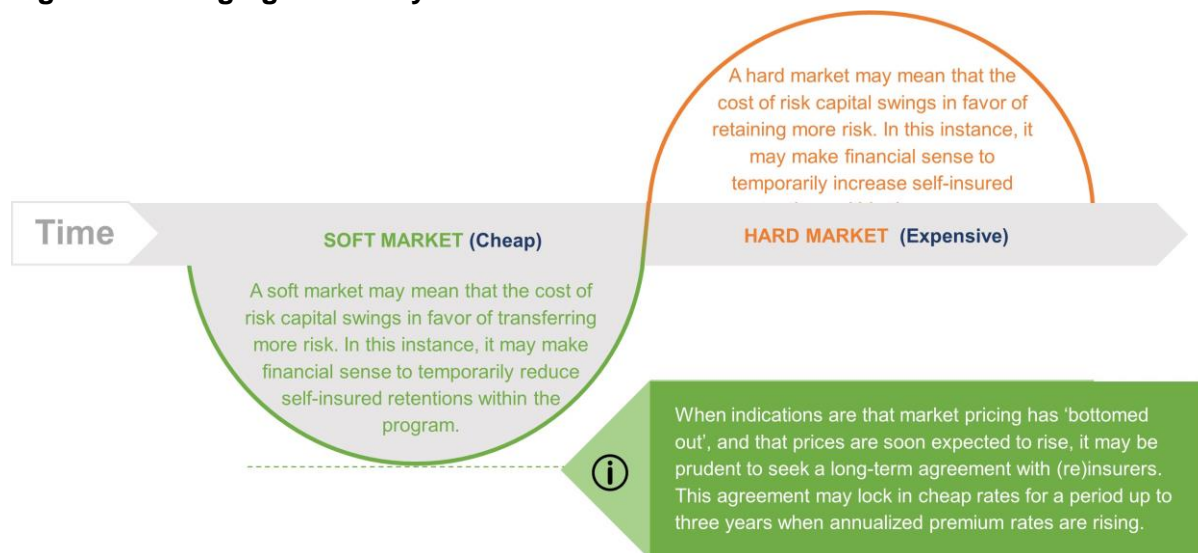 A hard market may mean that the
cost of risk capital swings in favor of
retaining more risk. In this instance, it
may make financial sense to
temporarily increase self-insured
Time
SOFT MARKET (Cheap)
HARD MARKET (Expensive)
A soft market may mean that the cost of
risk capital swings in favor of transferring
more risk. In this instance, it may make
financial sense to temporarily reduce
self-insured retentions within the
program.
When indications are that market pricing has ‘bottomed
out’, and that prices are soon expected to rise, it may be
prudent to seek a long-term agreement with (re)insurers.
This agreement may lock in cheap rates for a period up to
three years when annualized premium rates are rising.